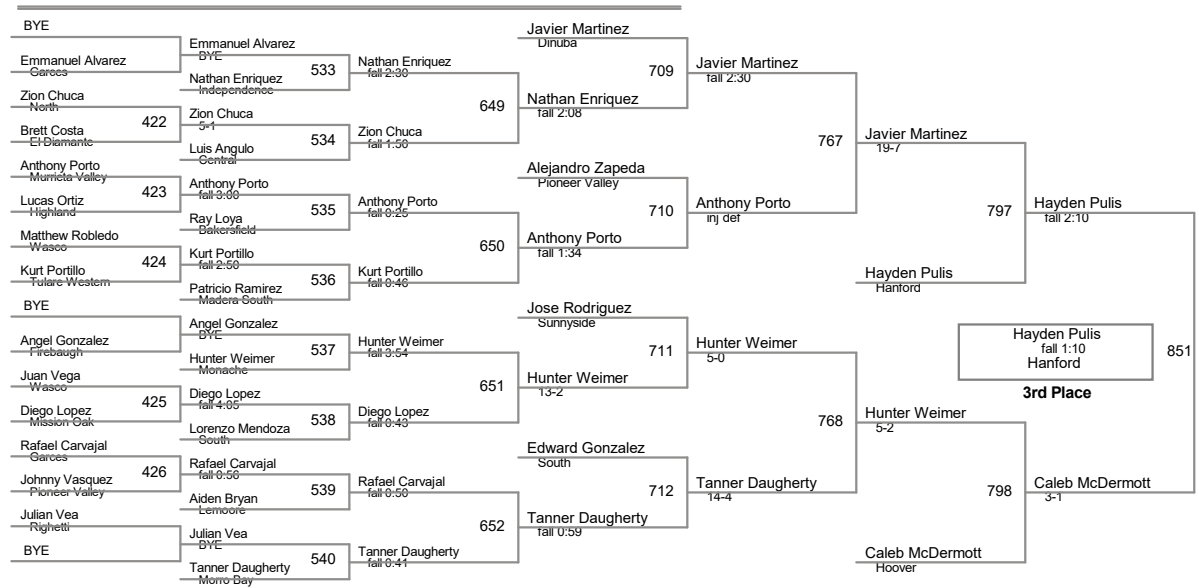 BYE
Emmanuel Alvarez
Garces
Zion Chuca
North
422
Brett Costa
El Diamante
Anthony Porto
Murrieta Valley
423
Lucas Ortiz
Highland
Matthew Robledo
Wasco
424
Kurt Portillo
Tulare Western
BYE
Angel Gonzalez
Firebaugh
Juan Vega
Wasco
425
Diego Lopez
Mission Oak
Rafael Carvajal
Garces
426
Johnny Vasquez
Pioneer Valley
Julian Vea
Righetti
BYE
Emmanuel Alvarez
BYE
533
Nathan Enriquez
Independence
Zion Chuca
5-1
534
Luis Angulo
Central
Anthony Porto
fall 3:00
535
Ray Loya
Bakersfield
Kurt Portillo
fall 2:50
536
Patricio Ramirez
Madera South
Angel Gonzalez
BYE
537
Hunter Weimer
Monache
Diego Lopez
fall 4:05
538
Lorenzo Mendoza
South
Rafael Carvajal
fall 0:56
539
Aiden Bryan
Lemoore
Julian Vea
BYE
540
Tanner Daugherty
Morro Bay
Nathan Enriquez
fall 2:30
649
Zion Chuca
fall 1:50
Anthony Porto
fall 0:25
650
Kurt Portillo
fall 0:46
Hunter Weimer
fall 3:54
651
Diego Lopez
fall 0:43
Rafael Carvajal
fall 0:50
652
Tanner Daugherty
fall 0:41
Javier Martinez
Dinuba
709
Nathan Enriquez
fall 2:08
Alejandro Zapeda
Pioneer Valley
710
Anthony Porto
fall 1:34
Jose Rodriguez
Sunnyside
711
Hunter Weimer
13-2
Edward Gonzalez
South
712
Tanner Daugherty
fall 0:59
Javier Martinez
fall 2:30
767
Anthony Porto
inj def
Hunter Weimer
5-0
768
Tanner Daugherty
14-4
Javier Martinez
19-7
797
Hayden Pulis
Hanford
Hunter Weimer
5-2
798
Caleb McDermott
Hoover
Hayden Pulis
fall 2:10
851
Caleb McDermott
3-1
Hayden Pulis
fall 1:10
Hanford
3rd Place